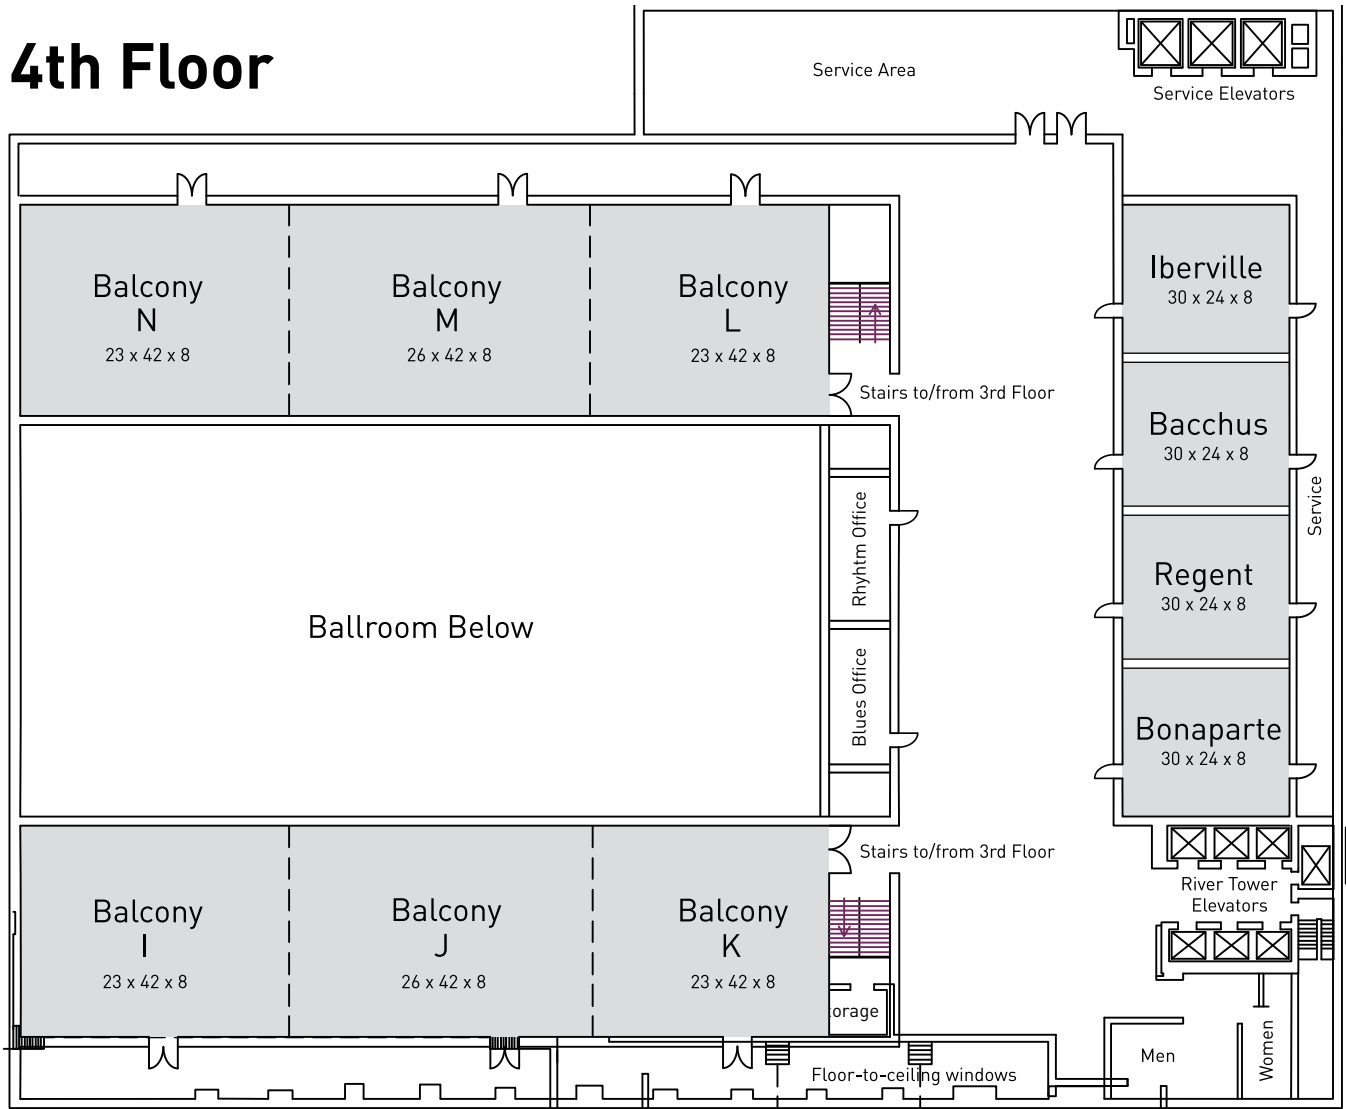 4th Floor
Service Area
Service Elevators
Balcony
N
23 x 42 x 8
Balcony
M
26 x 42 x 8
Balcony
L
23 x 42 x 8
Iberville
30 x 24 x 8
Stairs to/from 3rd Floor
Bacchus
30 x 24 x 8
Service
Rhyhtm Office
Regent
30 x 24 x 8
Ballroom Below
Blues Office
Bonaparte
30 x 24 x 8
Stairs to/from 3rd Floor
River Tower
Elevators
Balcony
I
23 x 42 x 8
Balcony
J
26 x 42 x 8
Balcony
K
23 x 42 x 8
torage
Men
Women
Floor-to-ceiling windows